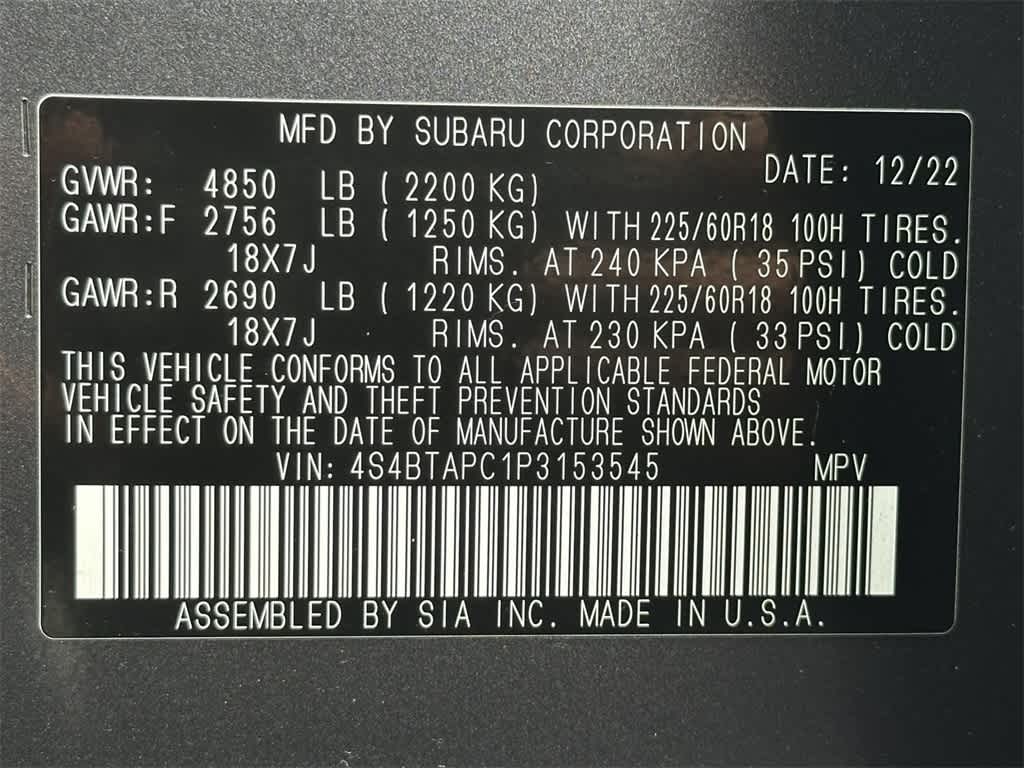 MFD BY SUBARU CORPORATION
DATE: 12/22
GVWR: 4850 LB ( 2200 KG)
GAWR:F 2756 LB ( 1250 KG) WITH 225/60R18 100H TIRES.
18X7J RIMS. AT 240 KPA ( 35 PSI) COLD
GAWR:R 2690 LB ( 1220 KG) WITH 225/60R18 100H TIRES.
18X7J RIMS. AT 230 KPA ( 33 PSI) COLD
THIS VEHICLE CONFORMS TO ALL APPLICABLE FEDERAL MOTOR
VEHICLE SAFETY AND THEFT PREVENTION STANDARDS
IN EFFECT ON THE DATE OF MANUFACTURE SHOWN ABOVE.
VIN: 4S4BTAPC1P3153545 MPV
ASSEMBLED BY SIA INC. MADE IN U.S.A.